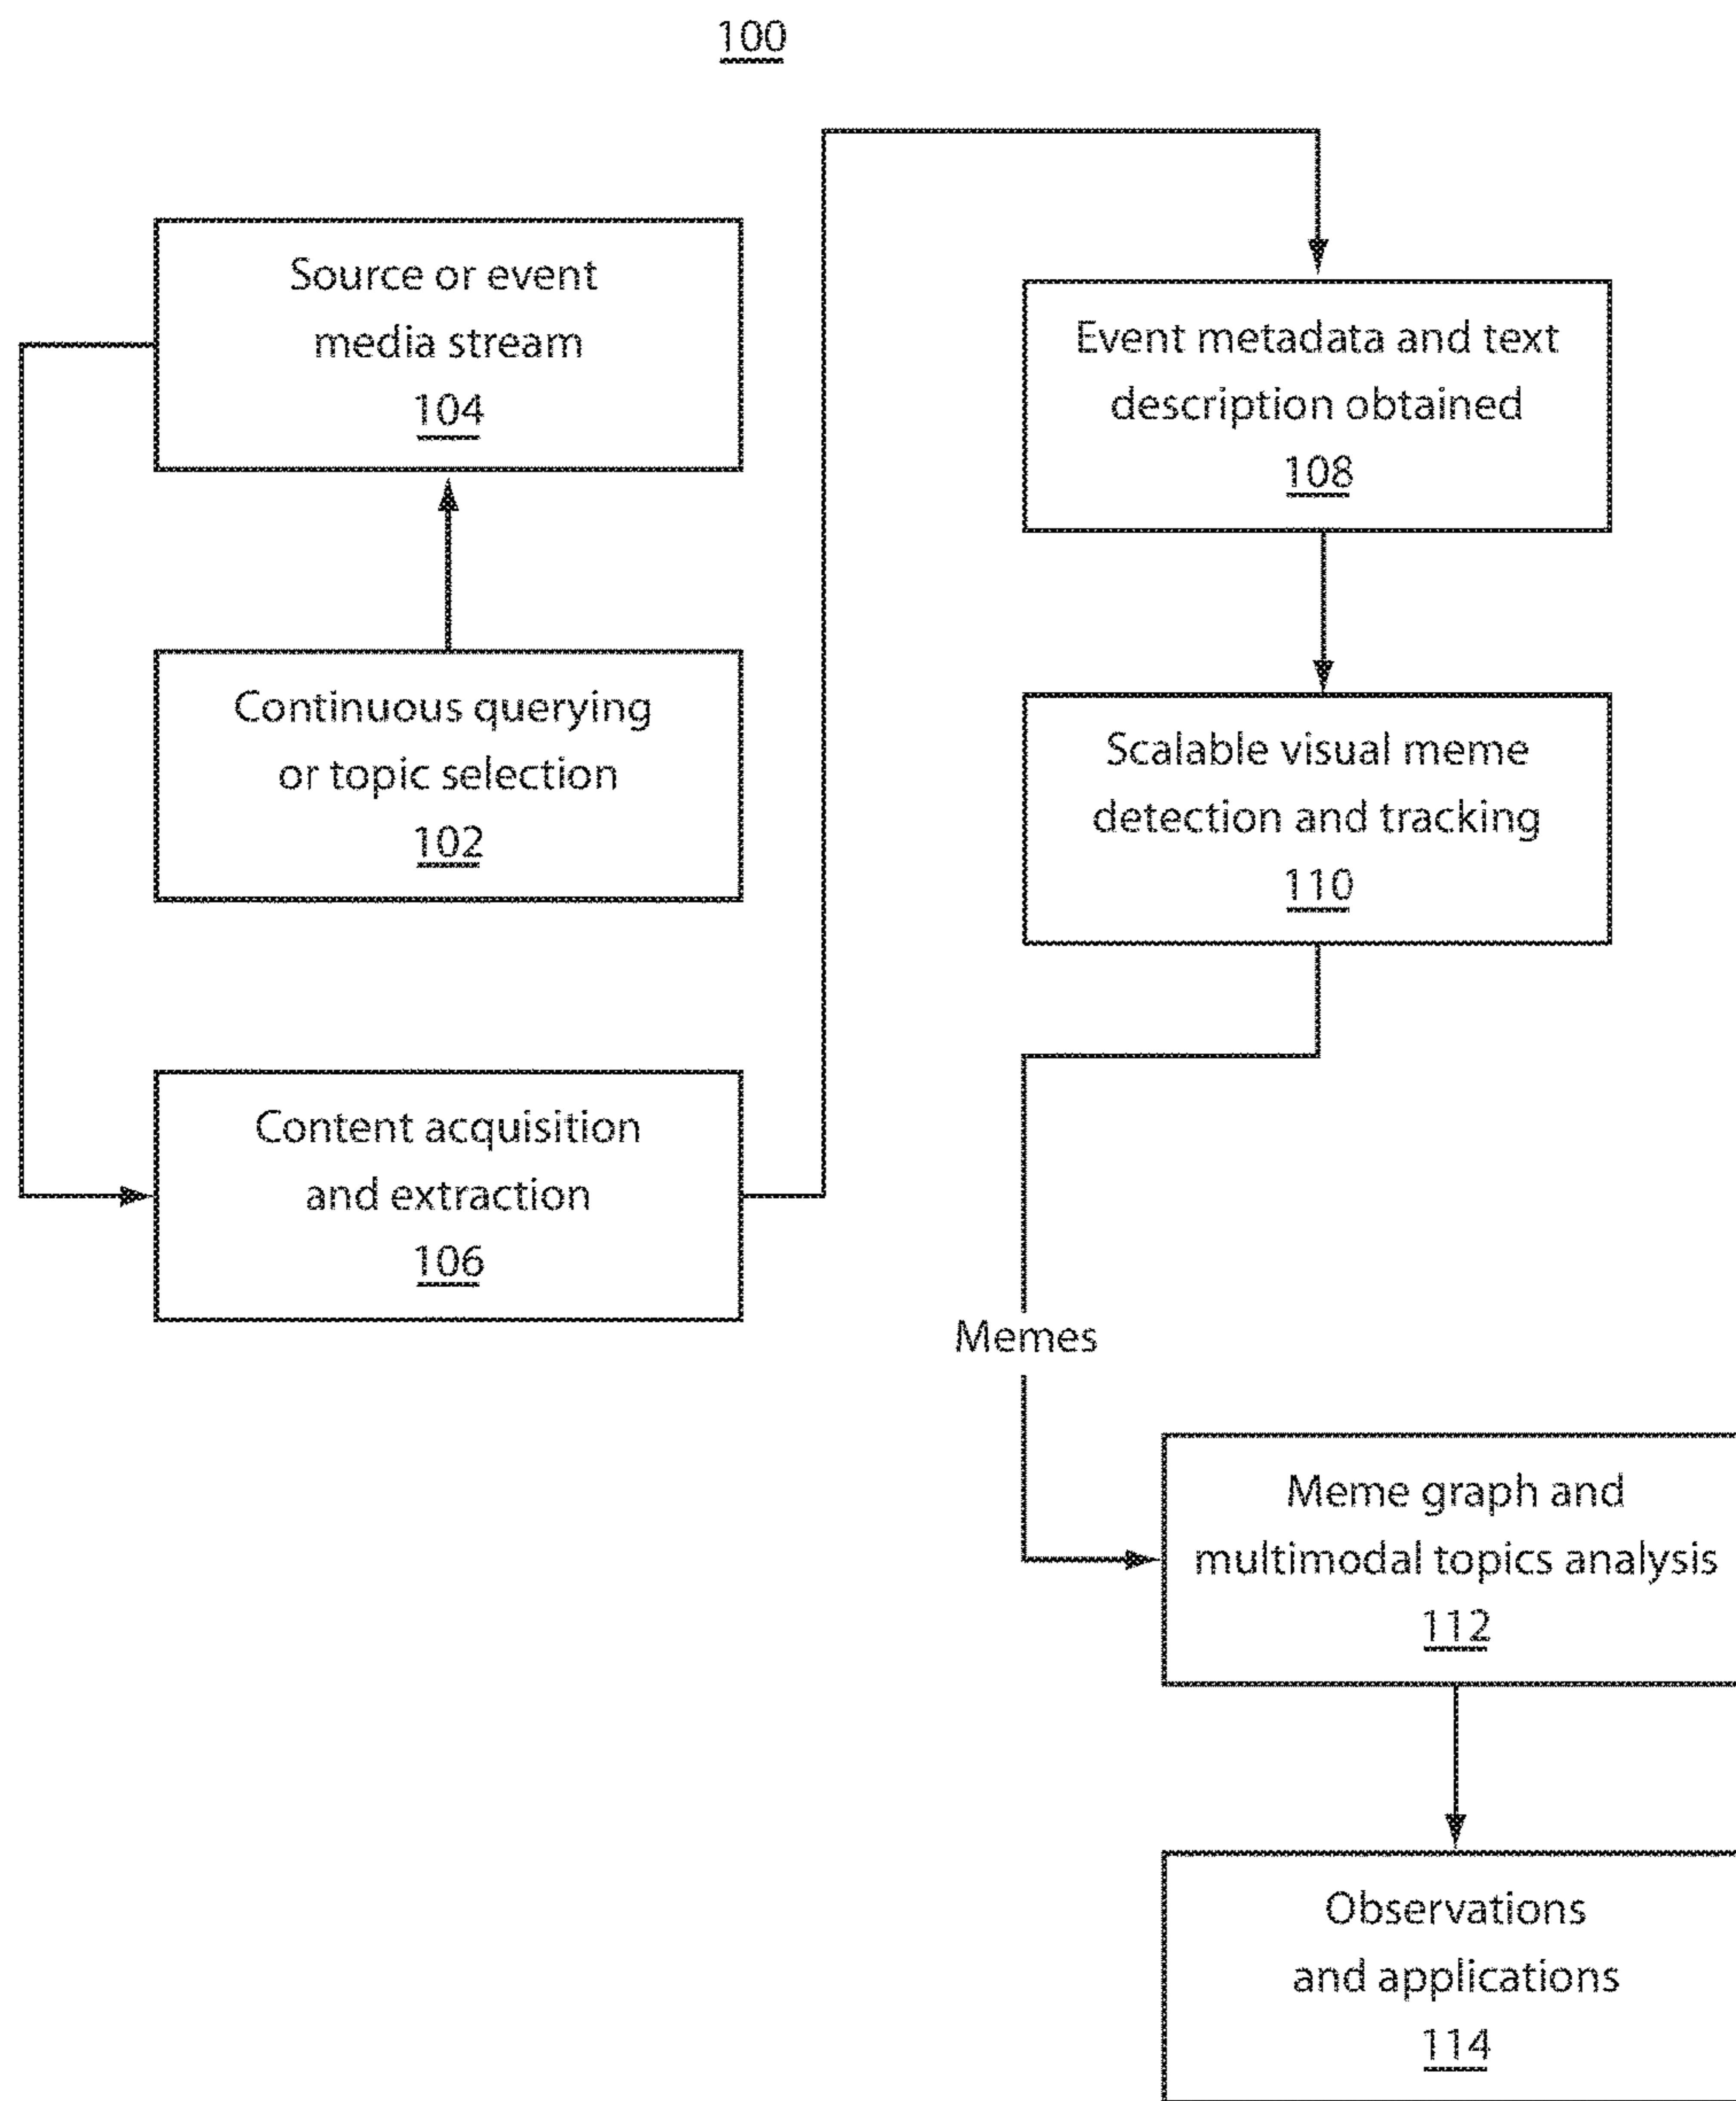 100
Source or event
media stream
104
Continuous querying
or topic selection
102
Content acquisition
and extraction
106
Event metadata and text
description obtained
108
Scalable visual meme
detection and tracking
110
Memes
Meme graph and
multimodal topics analysis
112
Observations
and applications
114